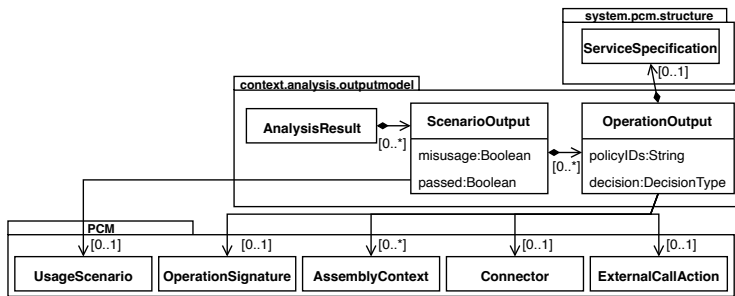 system.pcm.structure
ServiceSpecification
[0..1]
context.analysis.outputmodel
AnalysisResult
[0..*]
ScenarioOutput
misusage:Boolean
passed:Boolean
[0..*]
OperationOutput
policyIDs:String
decision:DecisionType
PCM
[0..1]
[0..1]
[0..*]
[0..1]
[0..1]
UsageScenario
OperationSignature
AssemblyContext
Connector
ExternalCallAction